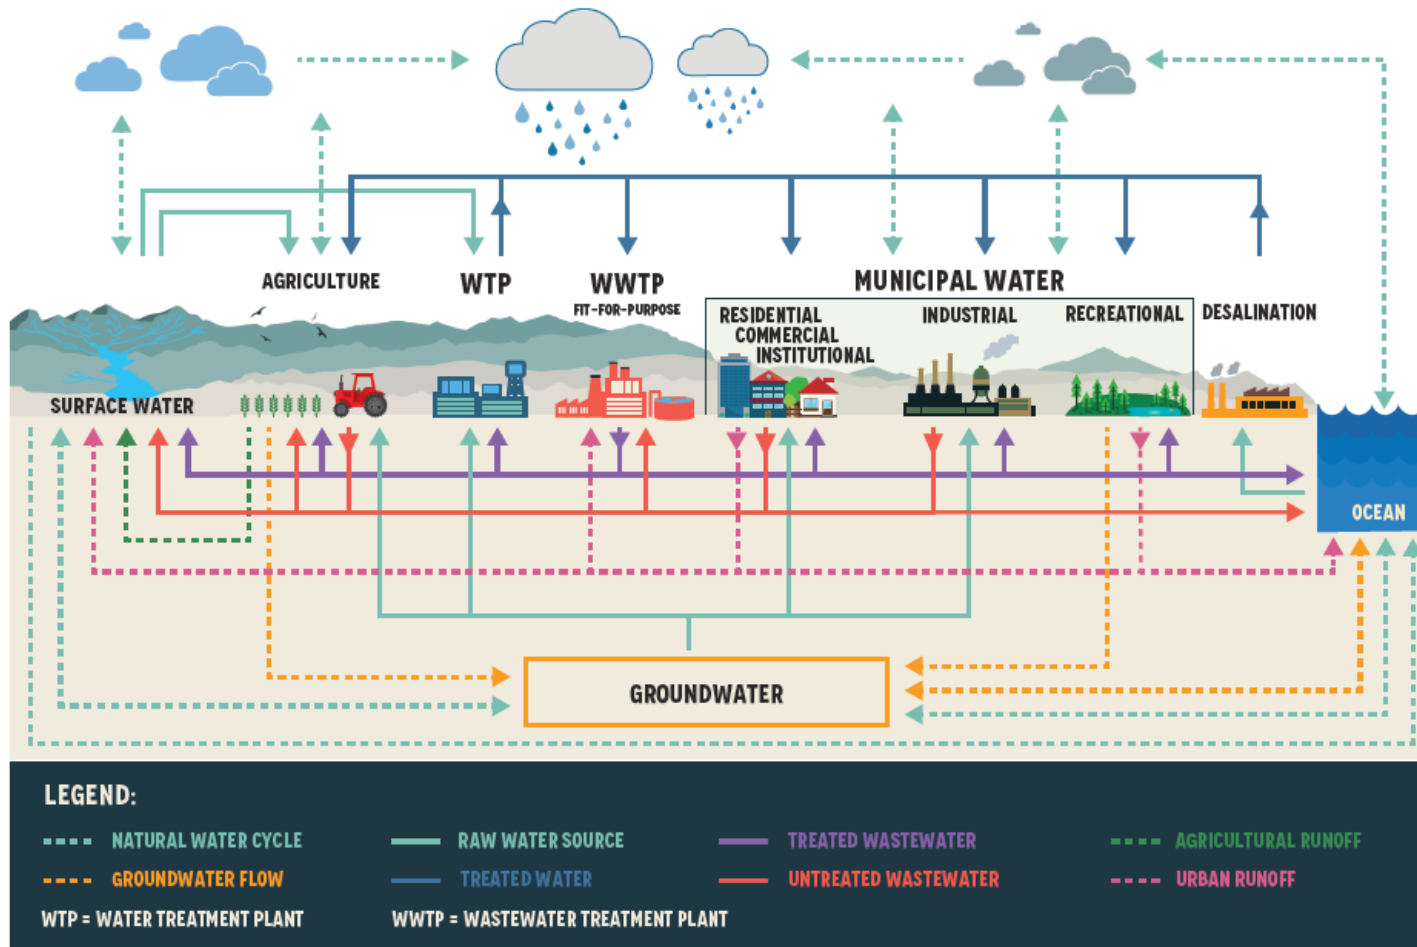 AGRICULTURE
WTP
WWTP
FIT-FOR-PURPOSE
MUNICIPAL WATER
RESIDENTIAL
COMMERCIAL
INSTITUTIONAL
INDUSTRIAL
RECREATIONAL
DESALINATION
SURFACE WATER
OCEAN
GROUNDWATER
LEGEND:
NATURAL WATER CYCLE
RAW WATER SOURCE
TREATED WASTEWATER
AGRICULTURAL RUNOFF
GROUNDWATER FLOW
TREATED WATER
UNTREATED WASTEWATER
URBAN RUNOFF
WTP = WATER TREATMENT PLANT
WWTP = WASTEWATER TREATMENT PLANT